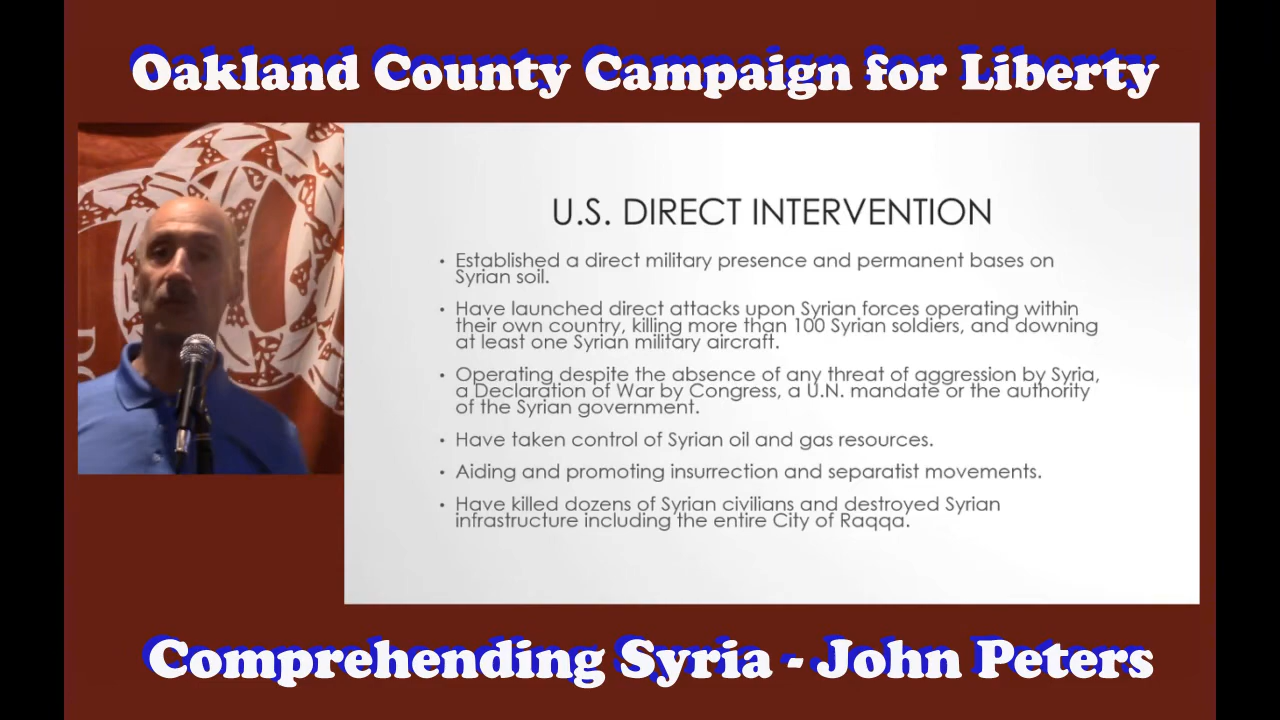 Oakland County Campaign for Liberty
U.S. DIRECT INTERVENTION
• Established a direct military presence and permanent bases on
Syrian soil.
• Have launched direct attacks upon Syrian forces operating within
their own country, killing more than 100 Syrian soldiers, and downing
at least one Syrian military aircraft.
• Operating despite the absence of any threat of aggression by Syria,
a Declaration of War by Congress, a U.N. mandate or the authority
of the Syrian government.
• Have taken control of Syrian oil and gas resources.
• Aiding and promoting insurrection and separatist movements.
• Have killed dozens of Syrian civilians and destroyed Syrian
infrastructure including the entire City of Raqqa.
Comprehending Syria - John Peters